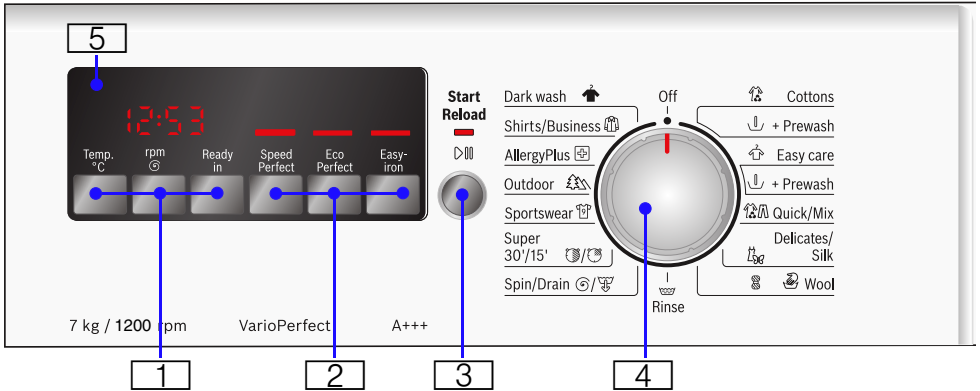 5
12:53
Temp.
°C
rpm
Ready
in
Speed
Perfect
Eco
Perfect
Easy-
iron
Start
Reload
Dark wash
Shirts/Business
AllergyPlus
Outdoor
Sportswear
Super
30'/15'
Spin/Drain
Off
Cottons
+ Prewash
Easy care
+ Prewash
Quick/Mix
Delicates/
Silk
Wool
Rinse
7 kg / 1200 rpm
VarioPerfect
A+++
1
2
3
4